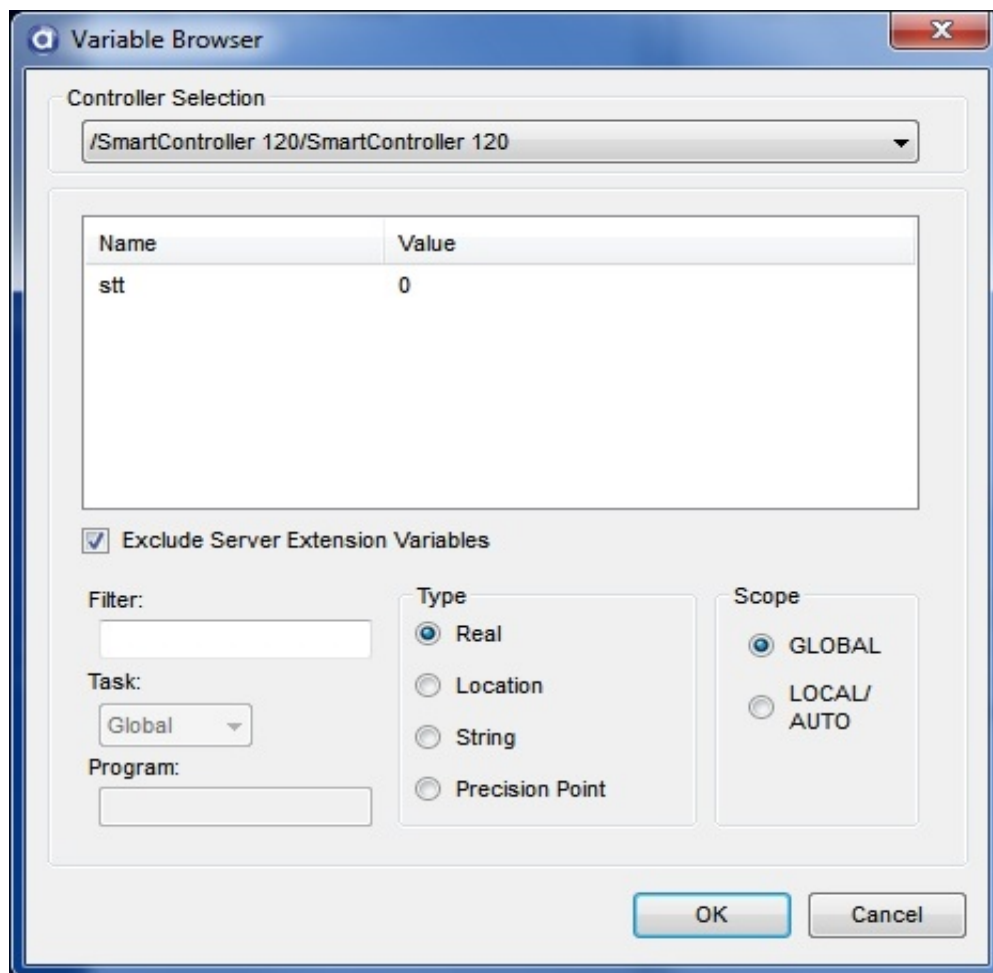 Variable Browser
Controller Selection
/SmartController 120/SmartController 120
Name Value
stt 0
Exclude Server Extension Variables
Filter:
Task:
Global
Program:
Type
Real
Location
String
Precision Point
Scope
GLOBAL
LOCAL/
AUTO
OK Cancel